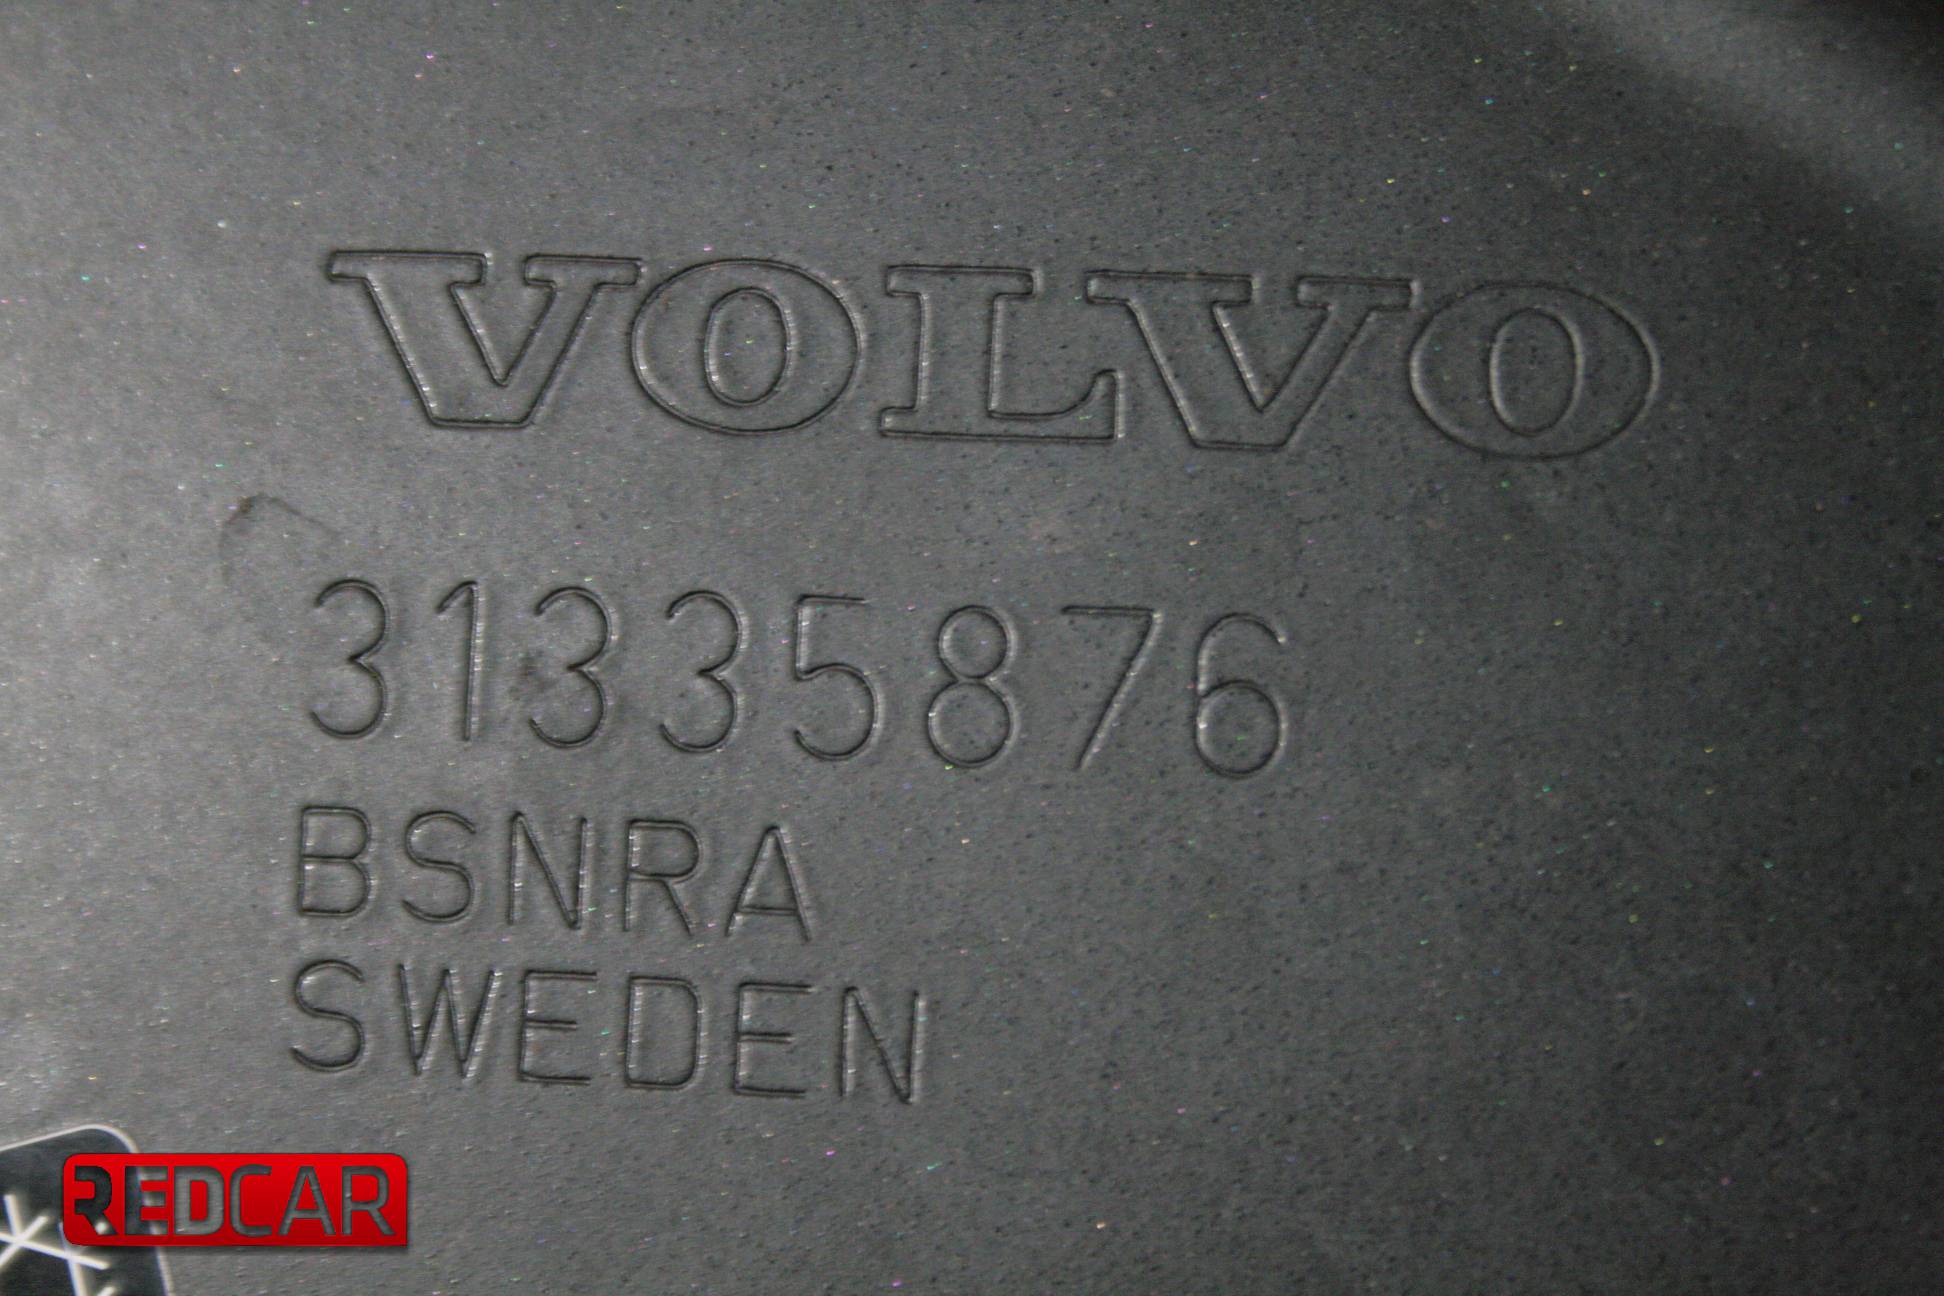 VOLVO
31335876
BSNRA
SWEDEN
REDCAR